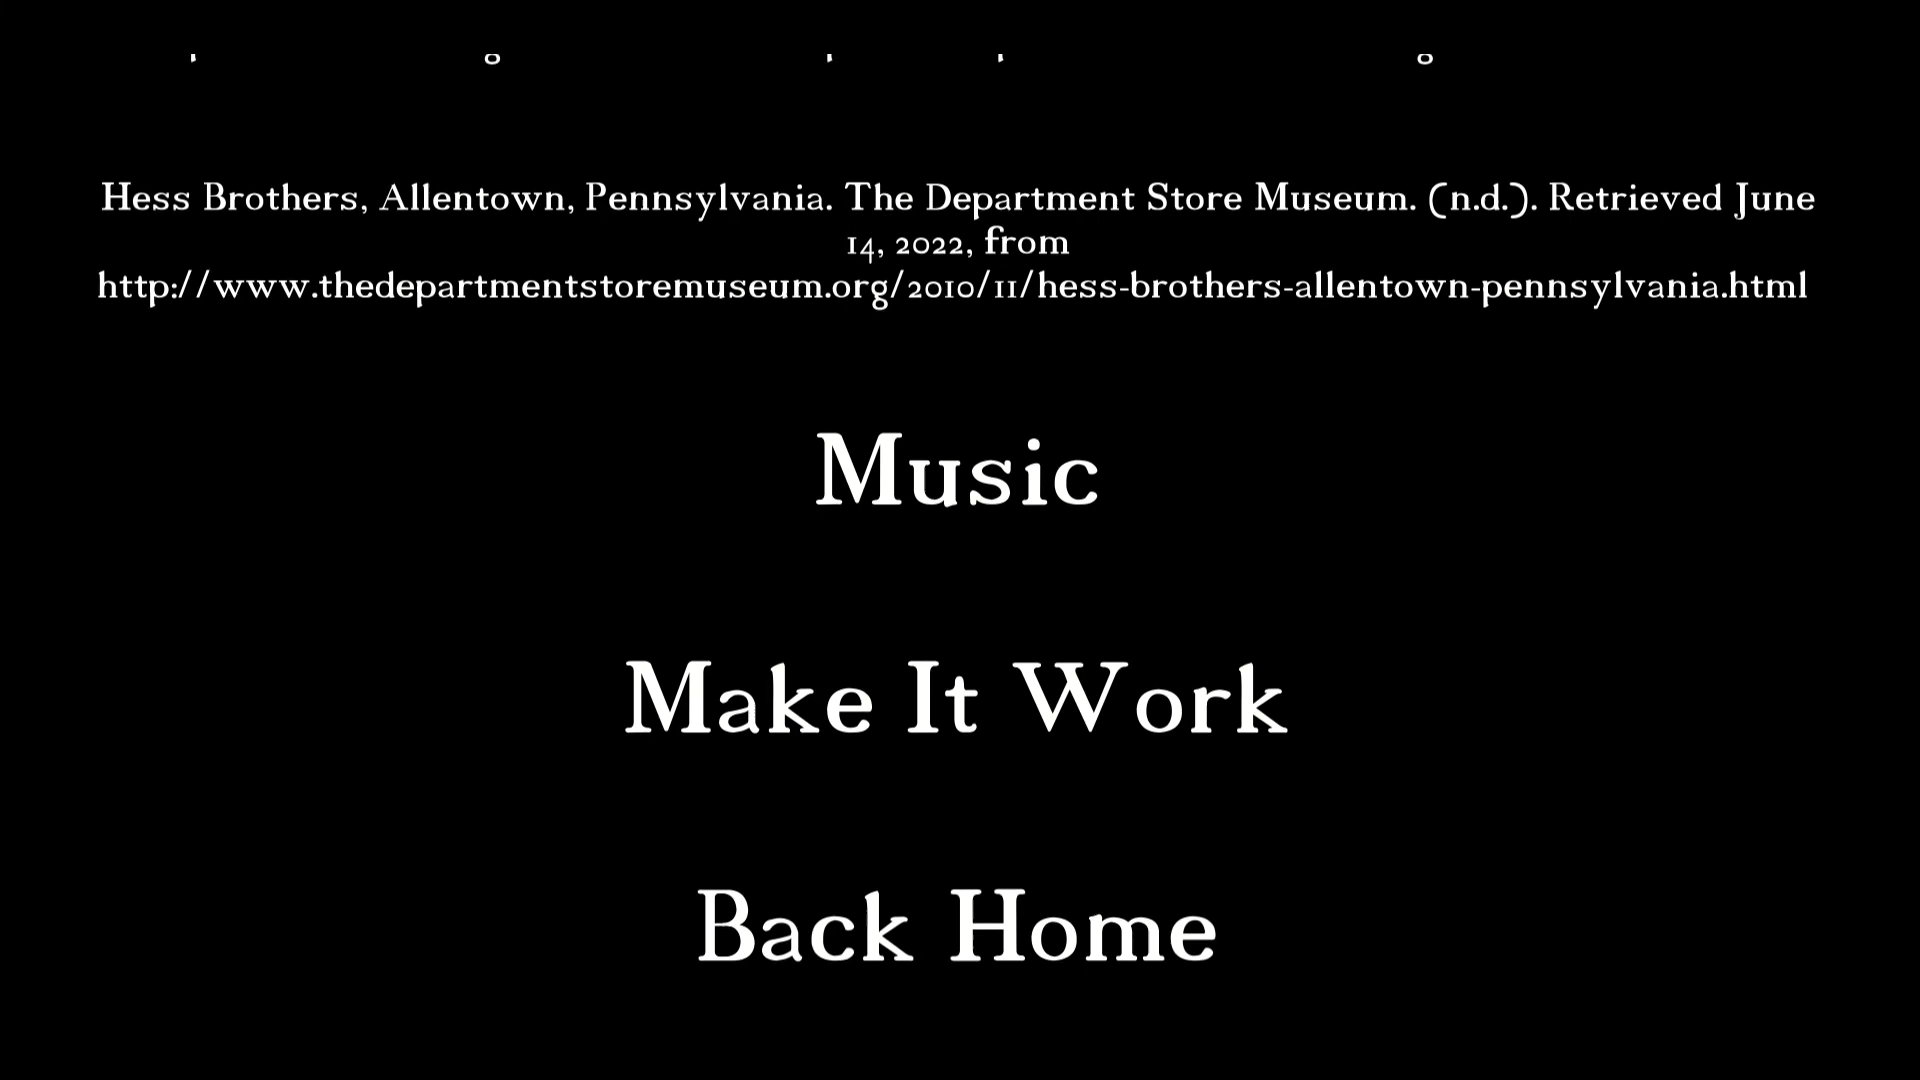 Hess Brothers, Allentown, Pennsylvania. The Department Store Museum. (n.d.). Retrieved June
14, 2022, from
http://www.thedepartmentstoremuseum.org/2010/11/hess-brothers-allentown-pennsylvania.html
Music
Make It Work
Back Home